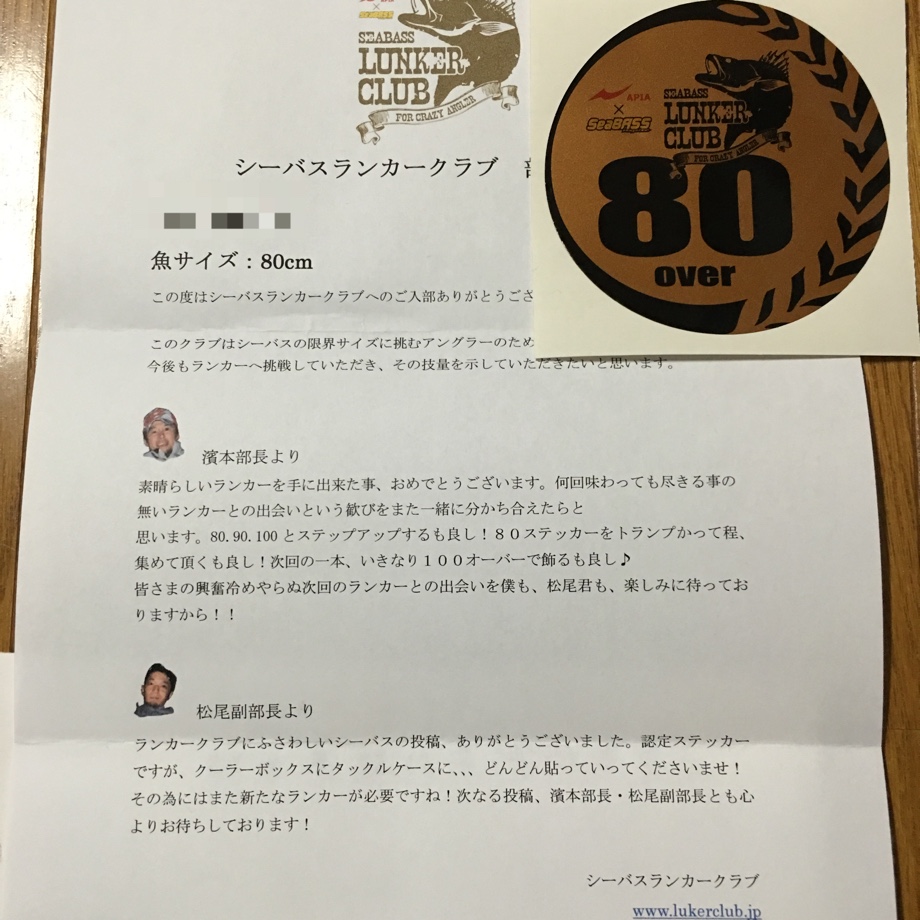 SEABASS
LUNKER
CLUB
FOR CRAZY ANGLER
シーバスランカークラブ
魚サイズ：80cm
この度はシーバスランカークラブへのご入部ありがとうござ
このクラブはシーバスの限界サイズに挑むアングラーのため
今後もランカーへ挑戦していただき、その技量を示していただきたいと思います。
濱本部長より
素晴らしいランカーを手に出来た事、おめでとうございます。何回味わっても尽きる事の
無いランカーとの出会いという歓びをまた一緒に分かち合えたらと
思います。80.90.100 とステップアップするも良し！８０ステッカーをトランプかって程、
集めて頂くも良し！次回の一本、いきなり１００オーバーで飾るも良し♪
皆さまの興奮冷めやらぬ次回のランカーとの出会いを僕も、松尾君も、楽しみに待ってお
りますから！！
松尾副部長より
ランカークラブにふさわしいシーバスの投稿、ありがとうございました。認定ステッカー
ですが、クーラーボックスにタックルケースに、、、どんどん貼っていってくださいませ！
その為にはまた新たなランカーが必要ですね！次なる投稿、濱本部長・松尾副部長とも心
よりお待ちしております！
シーバスランカークラブ
www.lukerclub.jp
APIA
×
SeaBASS
SEABASS
LUNKER
CLUB
FOR CRAZY ANGLER
80
over